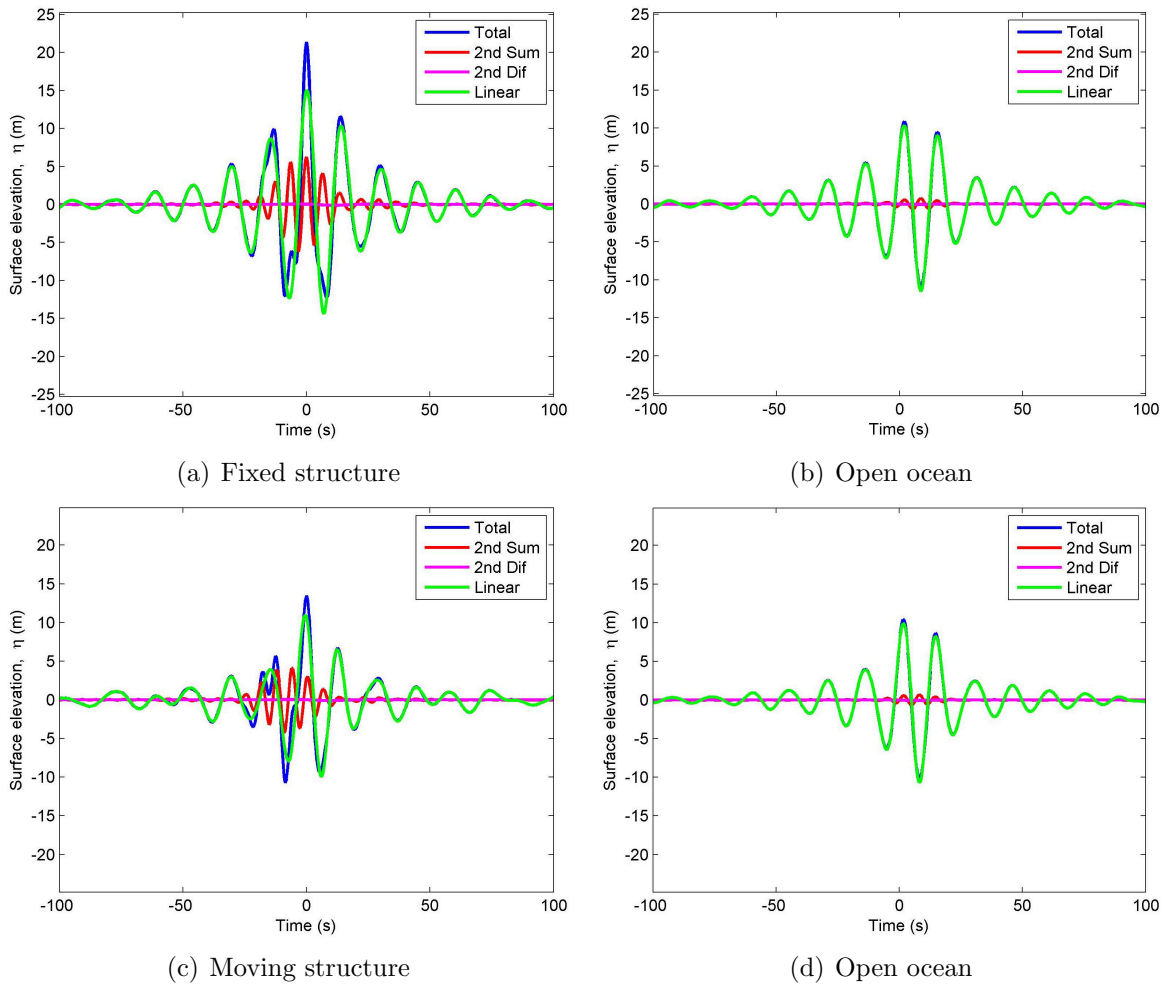 Surface elevation, η (m)
25
20
15
10
5
0
-5
-10
-15
-20
-25
-100
-50
0
50
100
Time (s)
Total
2nd Sum
2nd Dif
Linear
(a) Fixed structure
Surface elevation, η (m)
25
20
15
10
5
0
-5
-10
-15
-20
-25
-100
-50
0
50
100
Time (s)
Total
2nd Sum
2nd Dif
Linear
(b) Open ocean
Surface elevation, η (m)
20
15
10
5
0
-5
-10
-15
-20
-100
-50
0
50
100
Time (s)
Total
2nd Sum
2nd Dif
Linear
(c) Moving structure
Surface elevation, η (m)
20
15
10
5
0
-5
-10
-15
-20
-100
-50
0
50
100
Time (s)
Total
2nd Sum
2nd Dif
Linear
(d) Open ocean